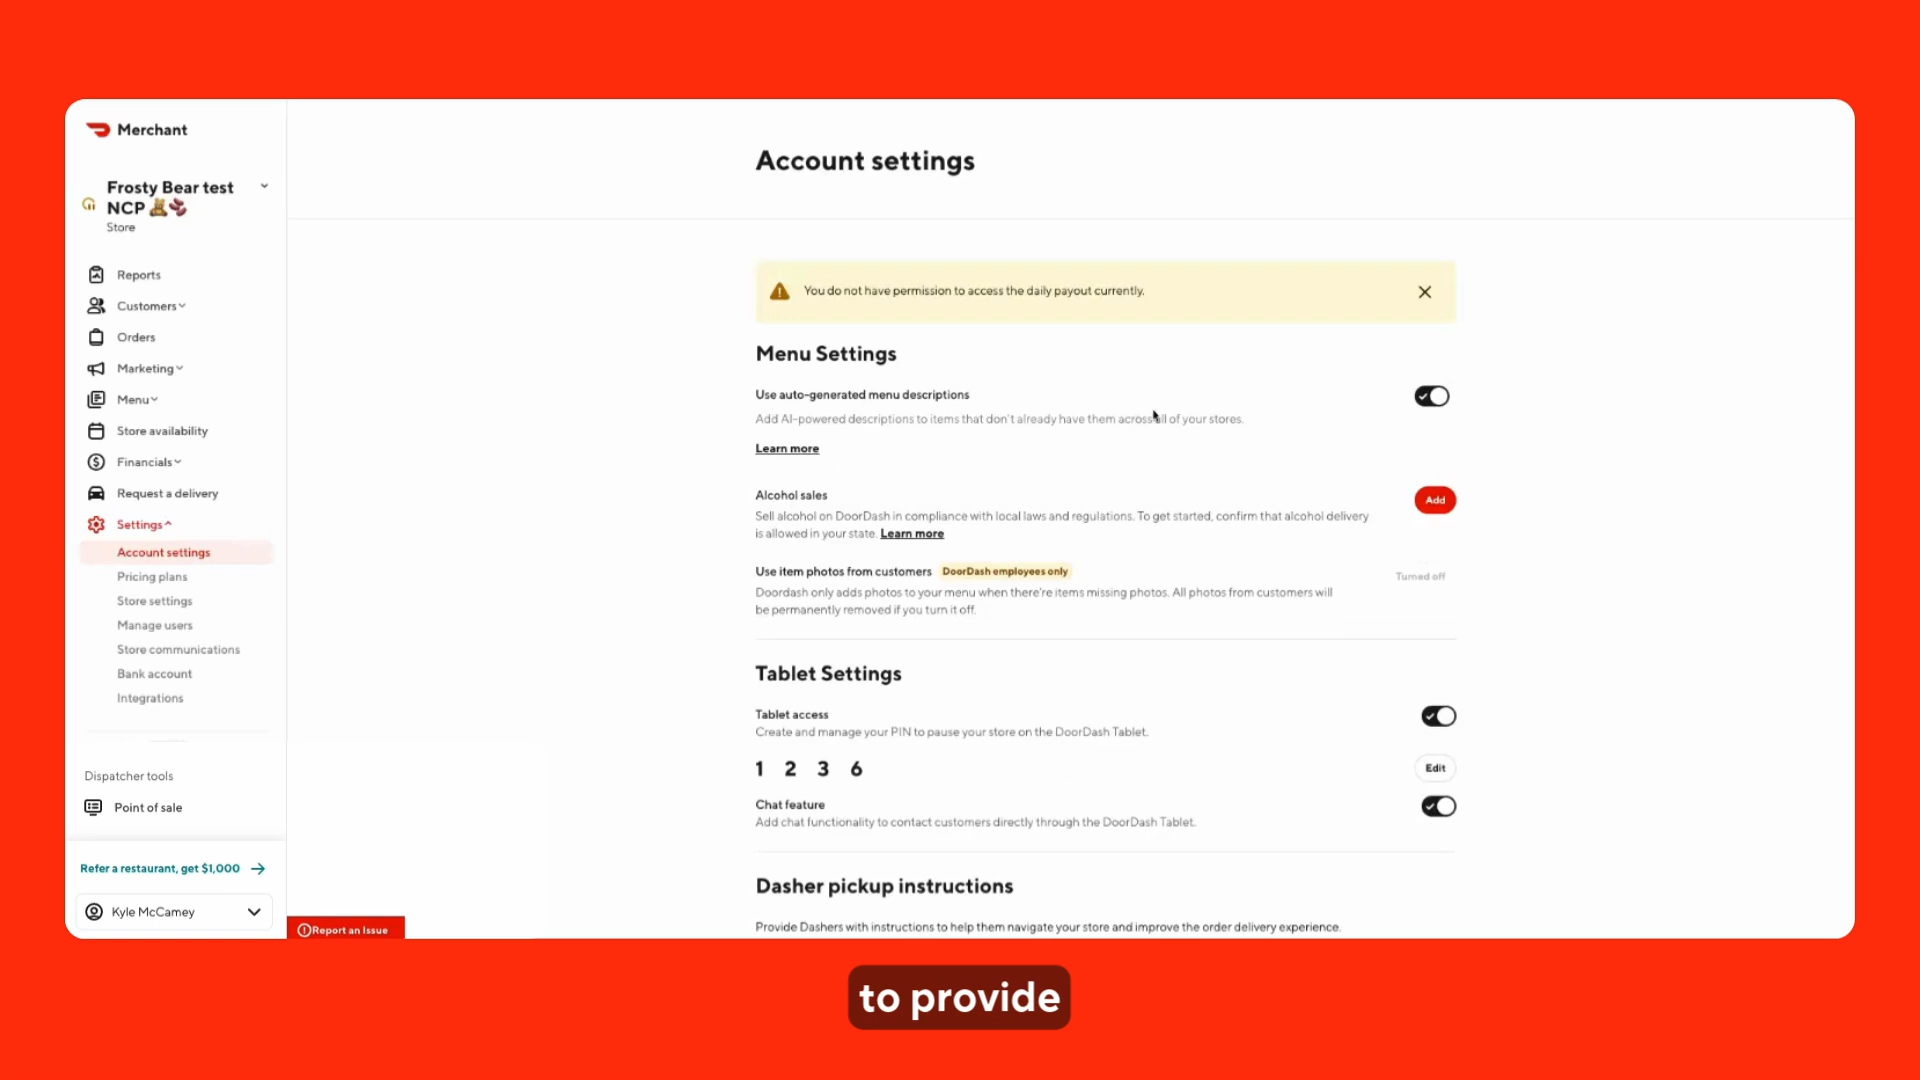 Merchant
Frosty Bear test
NCP 🧸🫘
Store
Reports
Customers
Orders
Marketing
Menu
Store availability
Financials
Request a delivery
Settings
Account settings
Pricing plans
Store settings
Manage users
Store communications
Bank account
Integrations
Dispatcher tools
Point of sale
Refer a restaurant, get $1,000
Kyle McCamey
Report an Issue
Account settings
You do not have permission to access the daily payout currently.
Menu Settings
Use auto-generated menu descriptions
Add AI-powered descriptions to items that don't already have them across all of your stores.
Learn more
Alcohol sales
Sell alcohol on DoorDash in compliance with local laws and regulations. To get started, confirm that alcohol delivery
is allowed in your state. Learn more
Add
Use item photos from customers DoorDash employees only
Doordash only adds photos to your menu when there're items missing photos. All photos from customers will
be permanently removed if you turn it off.
Turned off
Tablet Settings
Tablet access
Create and manage your PIN to pause your store on the DoorDash Tablet.
1 2 3 6
Edit
Chat feature
Add chat functionality to contact customers directly through the DoorDash Tablet.
Dasher pickup instructions
Provide Dashers with instructions to help them navigate your store and improve the order delivery experience.
to provide